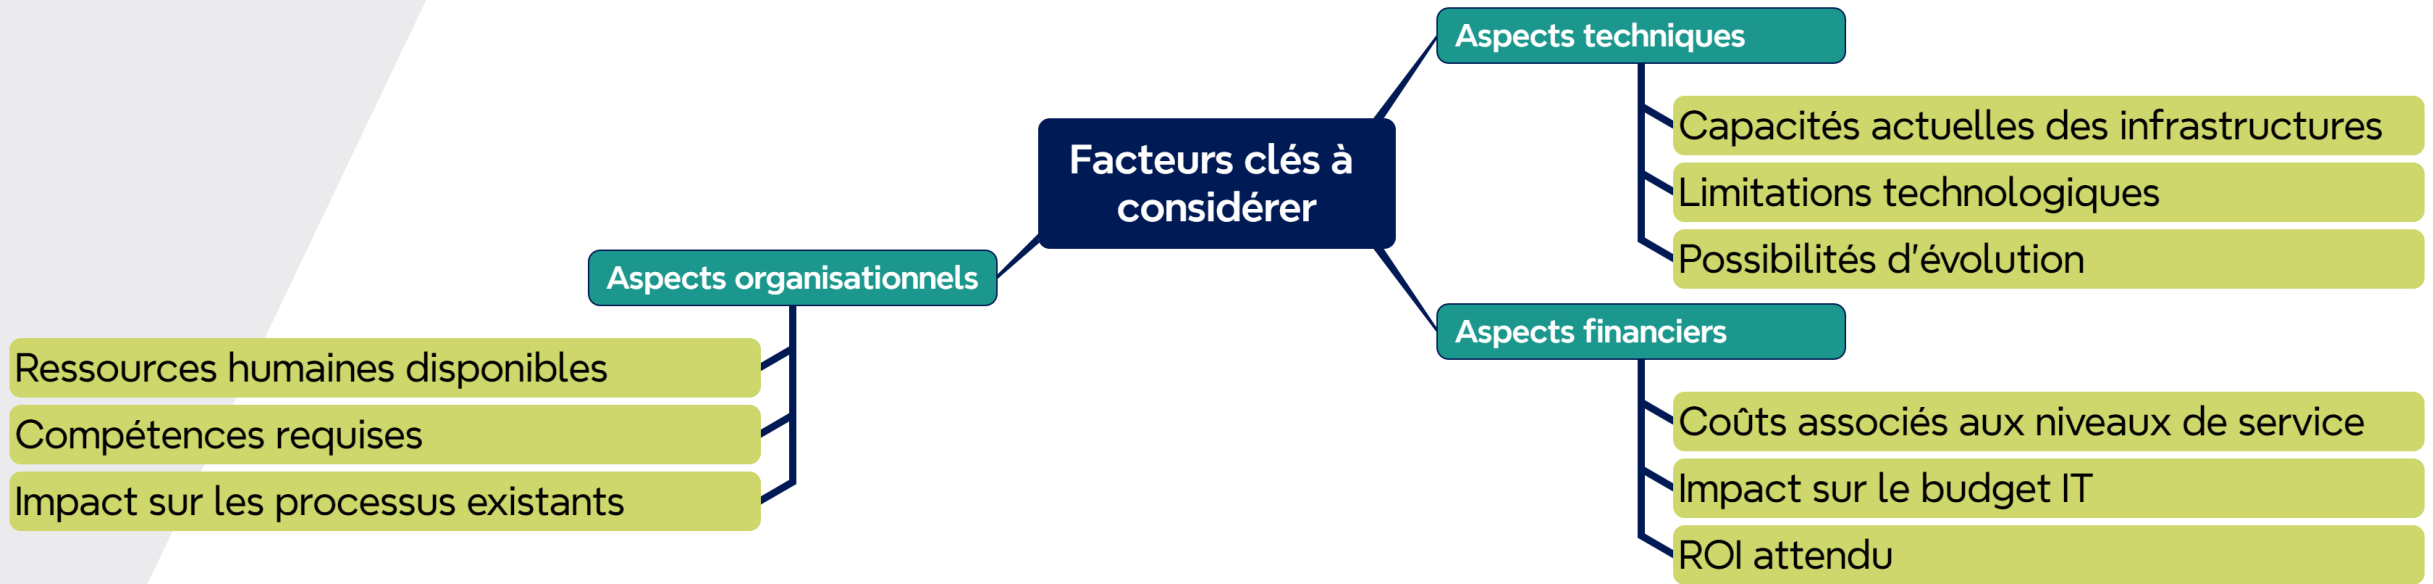 Facteurs clés à
considérer
Aspects techniques
Capacités actuelles des infrastructures
Limitations technologiques
Possibilités d'évolution
Aspects financiers
Coûts associés aux niveaux de service
Impact sur le budget IT
ROI attendu
Aspects organisationnels
Ressources humaines disponibles
Compétences requises
Impact sur les processus existants